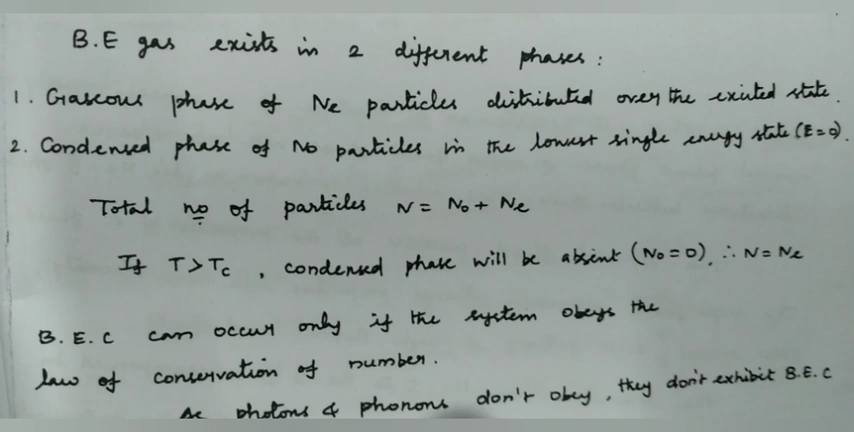 B.E gas exists in 2 different phases :
1. Gaseous phase of Ne particles distributed over the excited state.
2. Condensed phase of No particles in the lowest single energy state (E=0).
Total no of particles N = No + Ne
If T > Tc , condensed phase will be absent (No = 0), ∴ N = Ne
B.E.C can occur only if the system obeys the
law of conservation of number.
As photons & phonons don't obey, they don't exhibit B.E.C